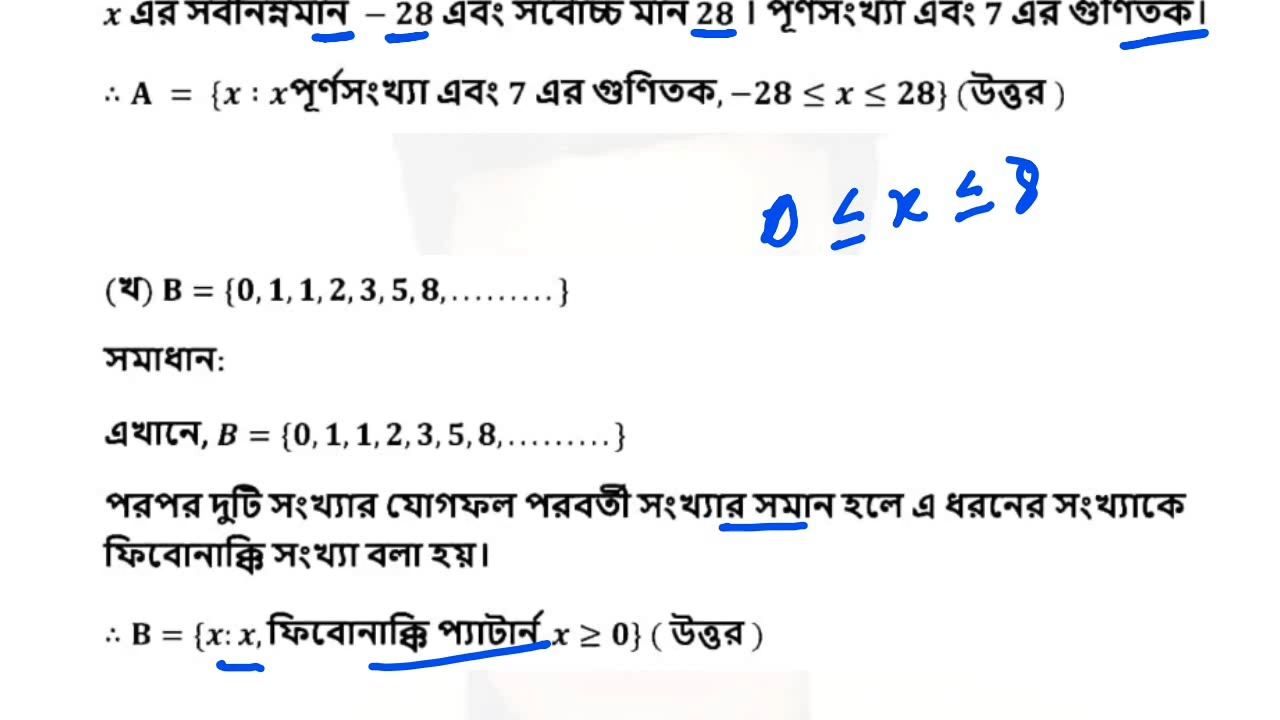 x এর সর্বনিম্নমান – 28 এবং সর্বোচ্চ মান 28 । পূর্ণসংখ্যা এবং 7 এর গুণিতক।
∴ A = {x : xপূর্ণসংখ্যা এবং 7 এর গুণিতক, −28 ≤ x ≤ 28} (উত্তর )
0 ≤ x ≤ 8
(খ) B = {0, 1, 1, 2, 3, 5, 8, ......... }
সমাধান:
এখানে, B = {0, 1, 1, 2, 3, 5, 8, ......... }
পরপর দুটি সংখ্যার যোগফল পরবর্তী সংখ্যার সমান হলে এ ধরনের সংখ্যাকে
ফিবোনাক্কি সংখ্যা বলা হয়।
∴ B = {x: x, ফিবোনাক্কি প্যাটার্ন x ≥ 0} ( উত্তর )